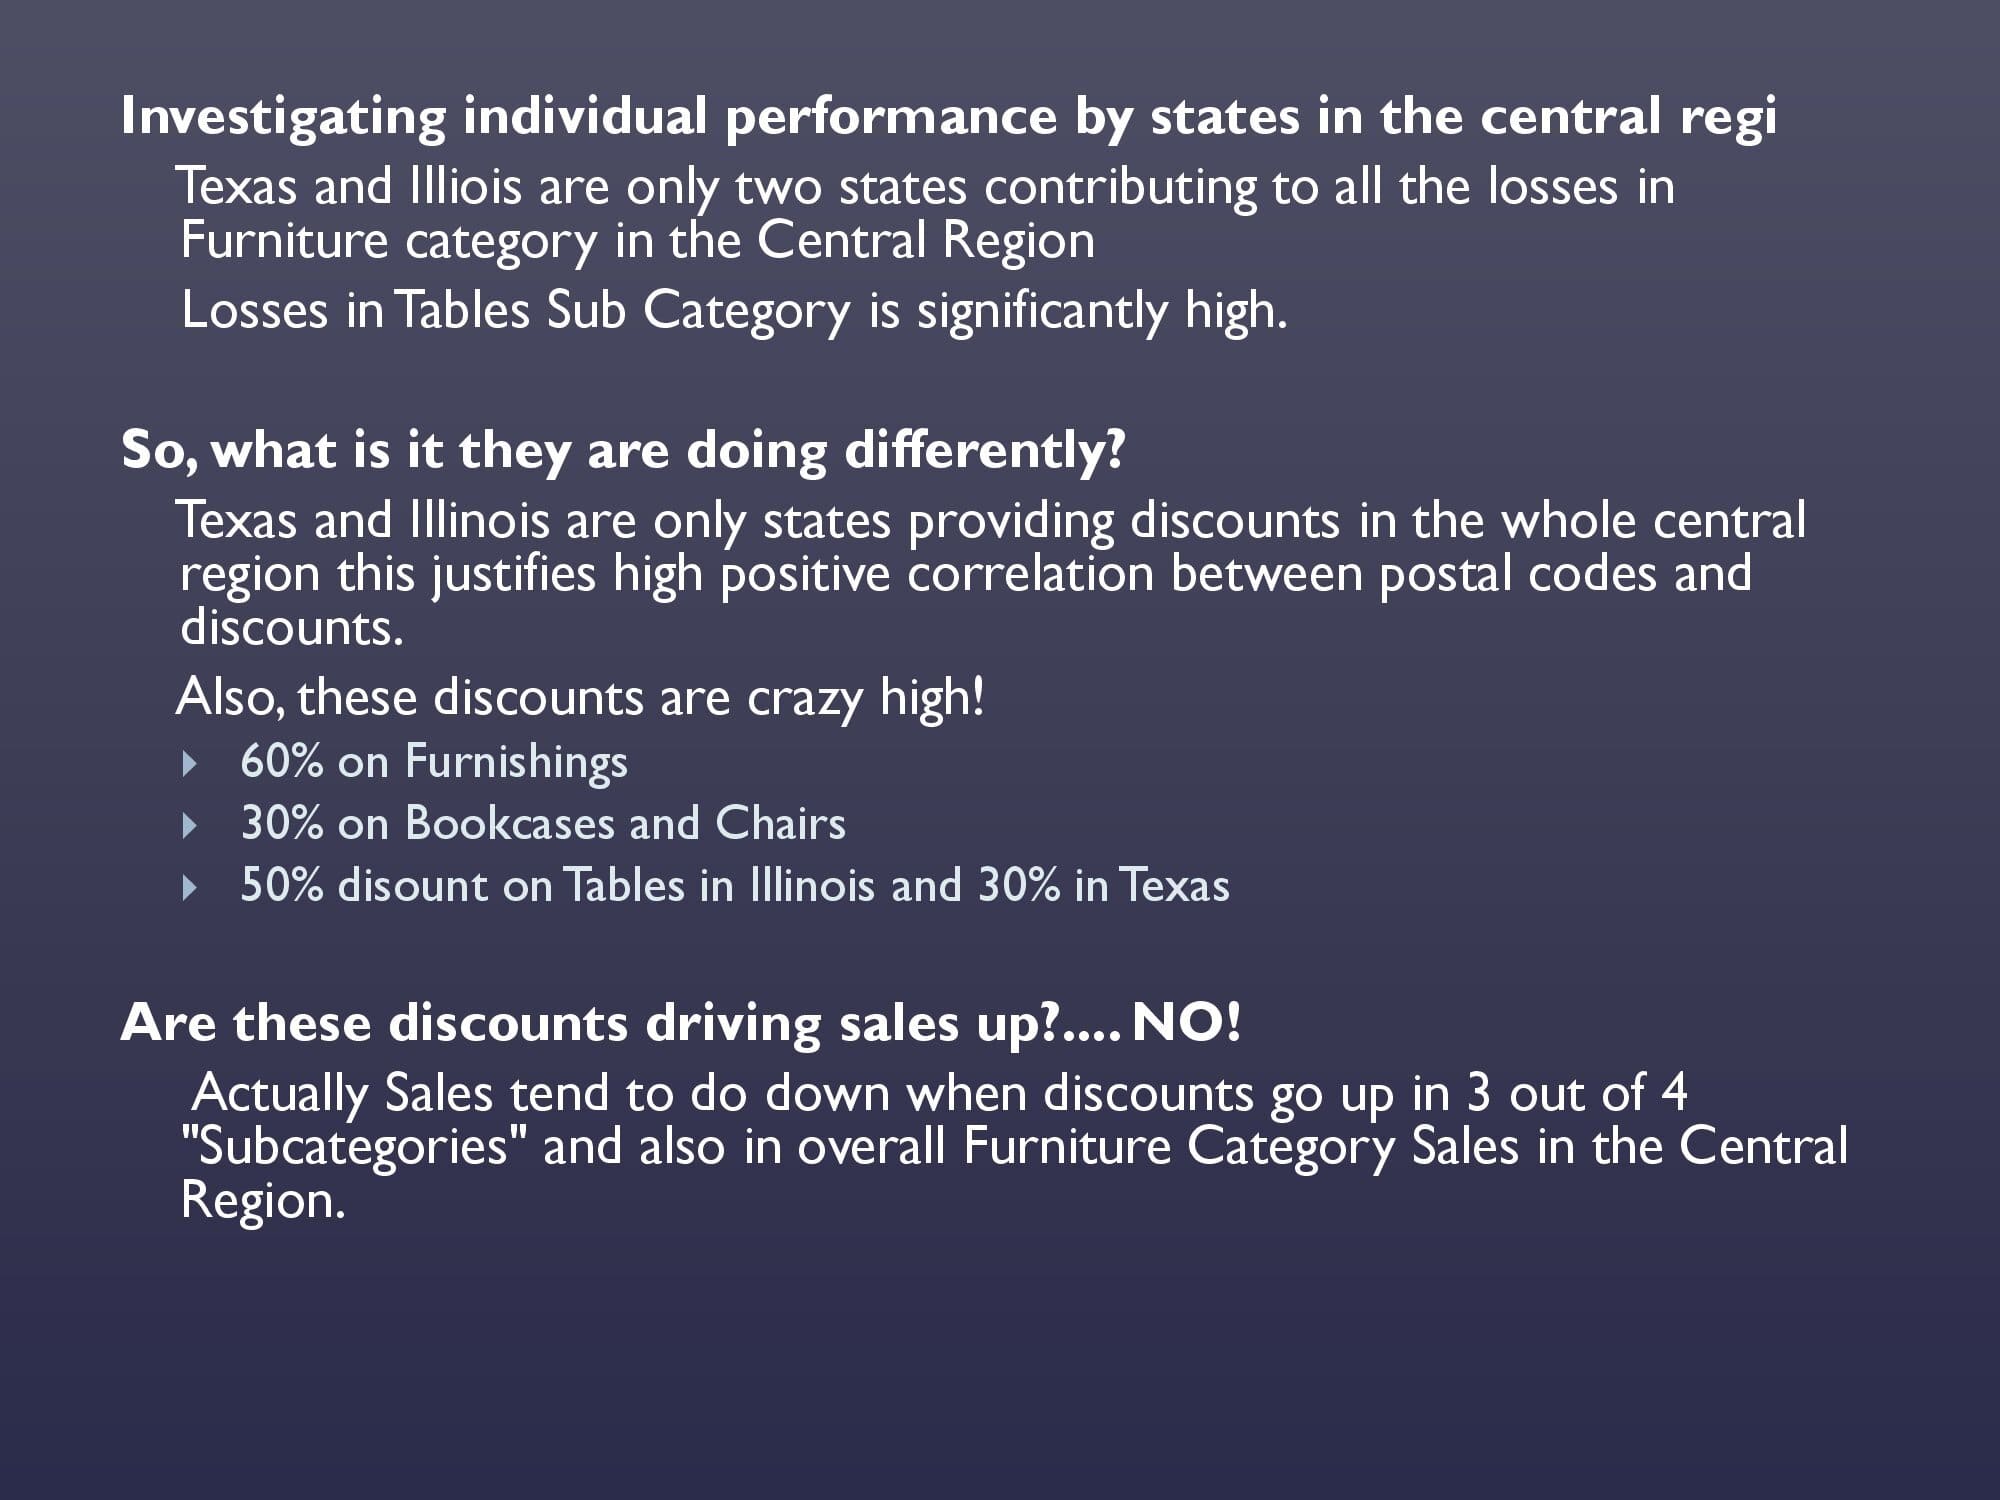 Investigating individual performance by states in the central regi
Texas and Illiois are only two states contributing to all the losses in
Furniture category in the Central Region
Losses in Tables Sub Category is significantly high.
So, what is it they are doing differently?
Texas and Illinois are only states providing discounts in the whole central
region this justifies high positive correlation between postal codes and
discounts.
Also, these discounts are crazy high!
60% on Furnishings
30% on Bookcases and Chairs
50% disount on Tables in Illinois and 30% in Texas
Are these discounts driving sales up?.... NO!
Actually Sales tend to do down when discounts go up in 3 out of 4
"Subcategories" and also in overall Furniture Category Sales in the Central
Region.